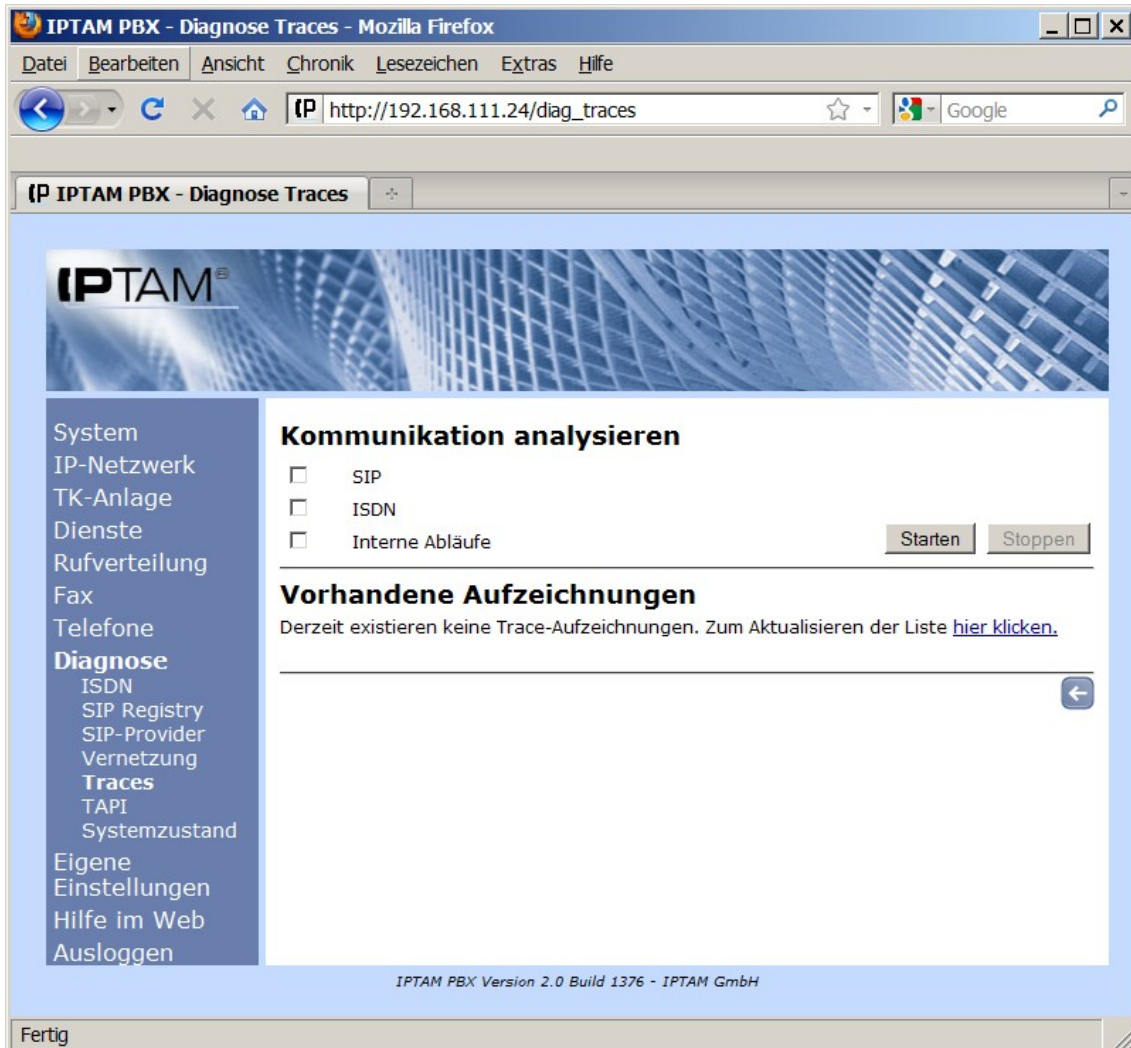 IPTAM PBX - Diagnose Traces - Mozilla Firefox
Datei Bearbeiten Ansicht Chronik Lesezeichen Extras Hilfe
http://192.168.111.24/diag_traces Google
IPTAM PBX - Diagnose Traces
IPTAM®
System
IP-Netzwerk
TK-Anlage
Dienste
Rufverteilung
Fax
Telefone
Diagnose
ISDN
SIP Registry
SIP-Provider
Vernetzung
Traces
TAPI
Systemzustand
Eigene
Einstellungen
Hilfe im Web
Ausloggen
Kommunikation analysieren
SIP
ISDN
Interne Abläufe Starten Stoppen
Vorhandene Aufzeichnungen
Derzeit existieren keine Trace-Aufzeichnungen. Zum Aktualisieren der Liste hier klicken.
IPTAM PBX Version 2.0 Build 1376 - IPTAM GmbH
Fertig